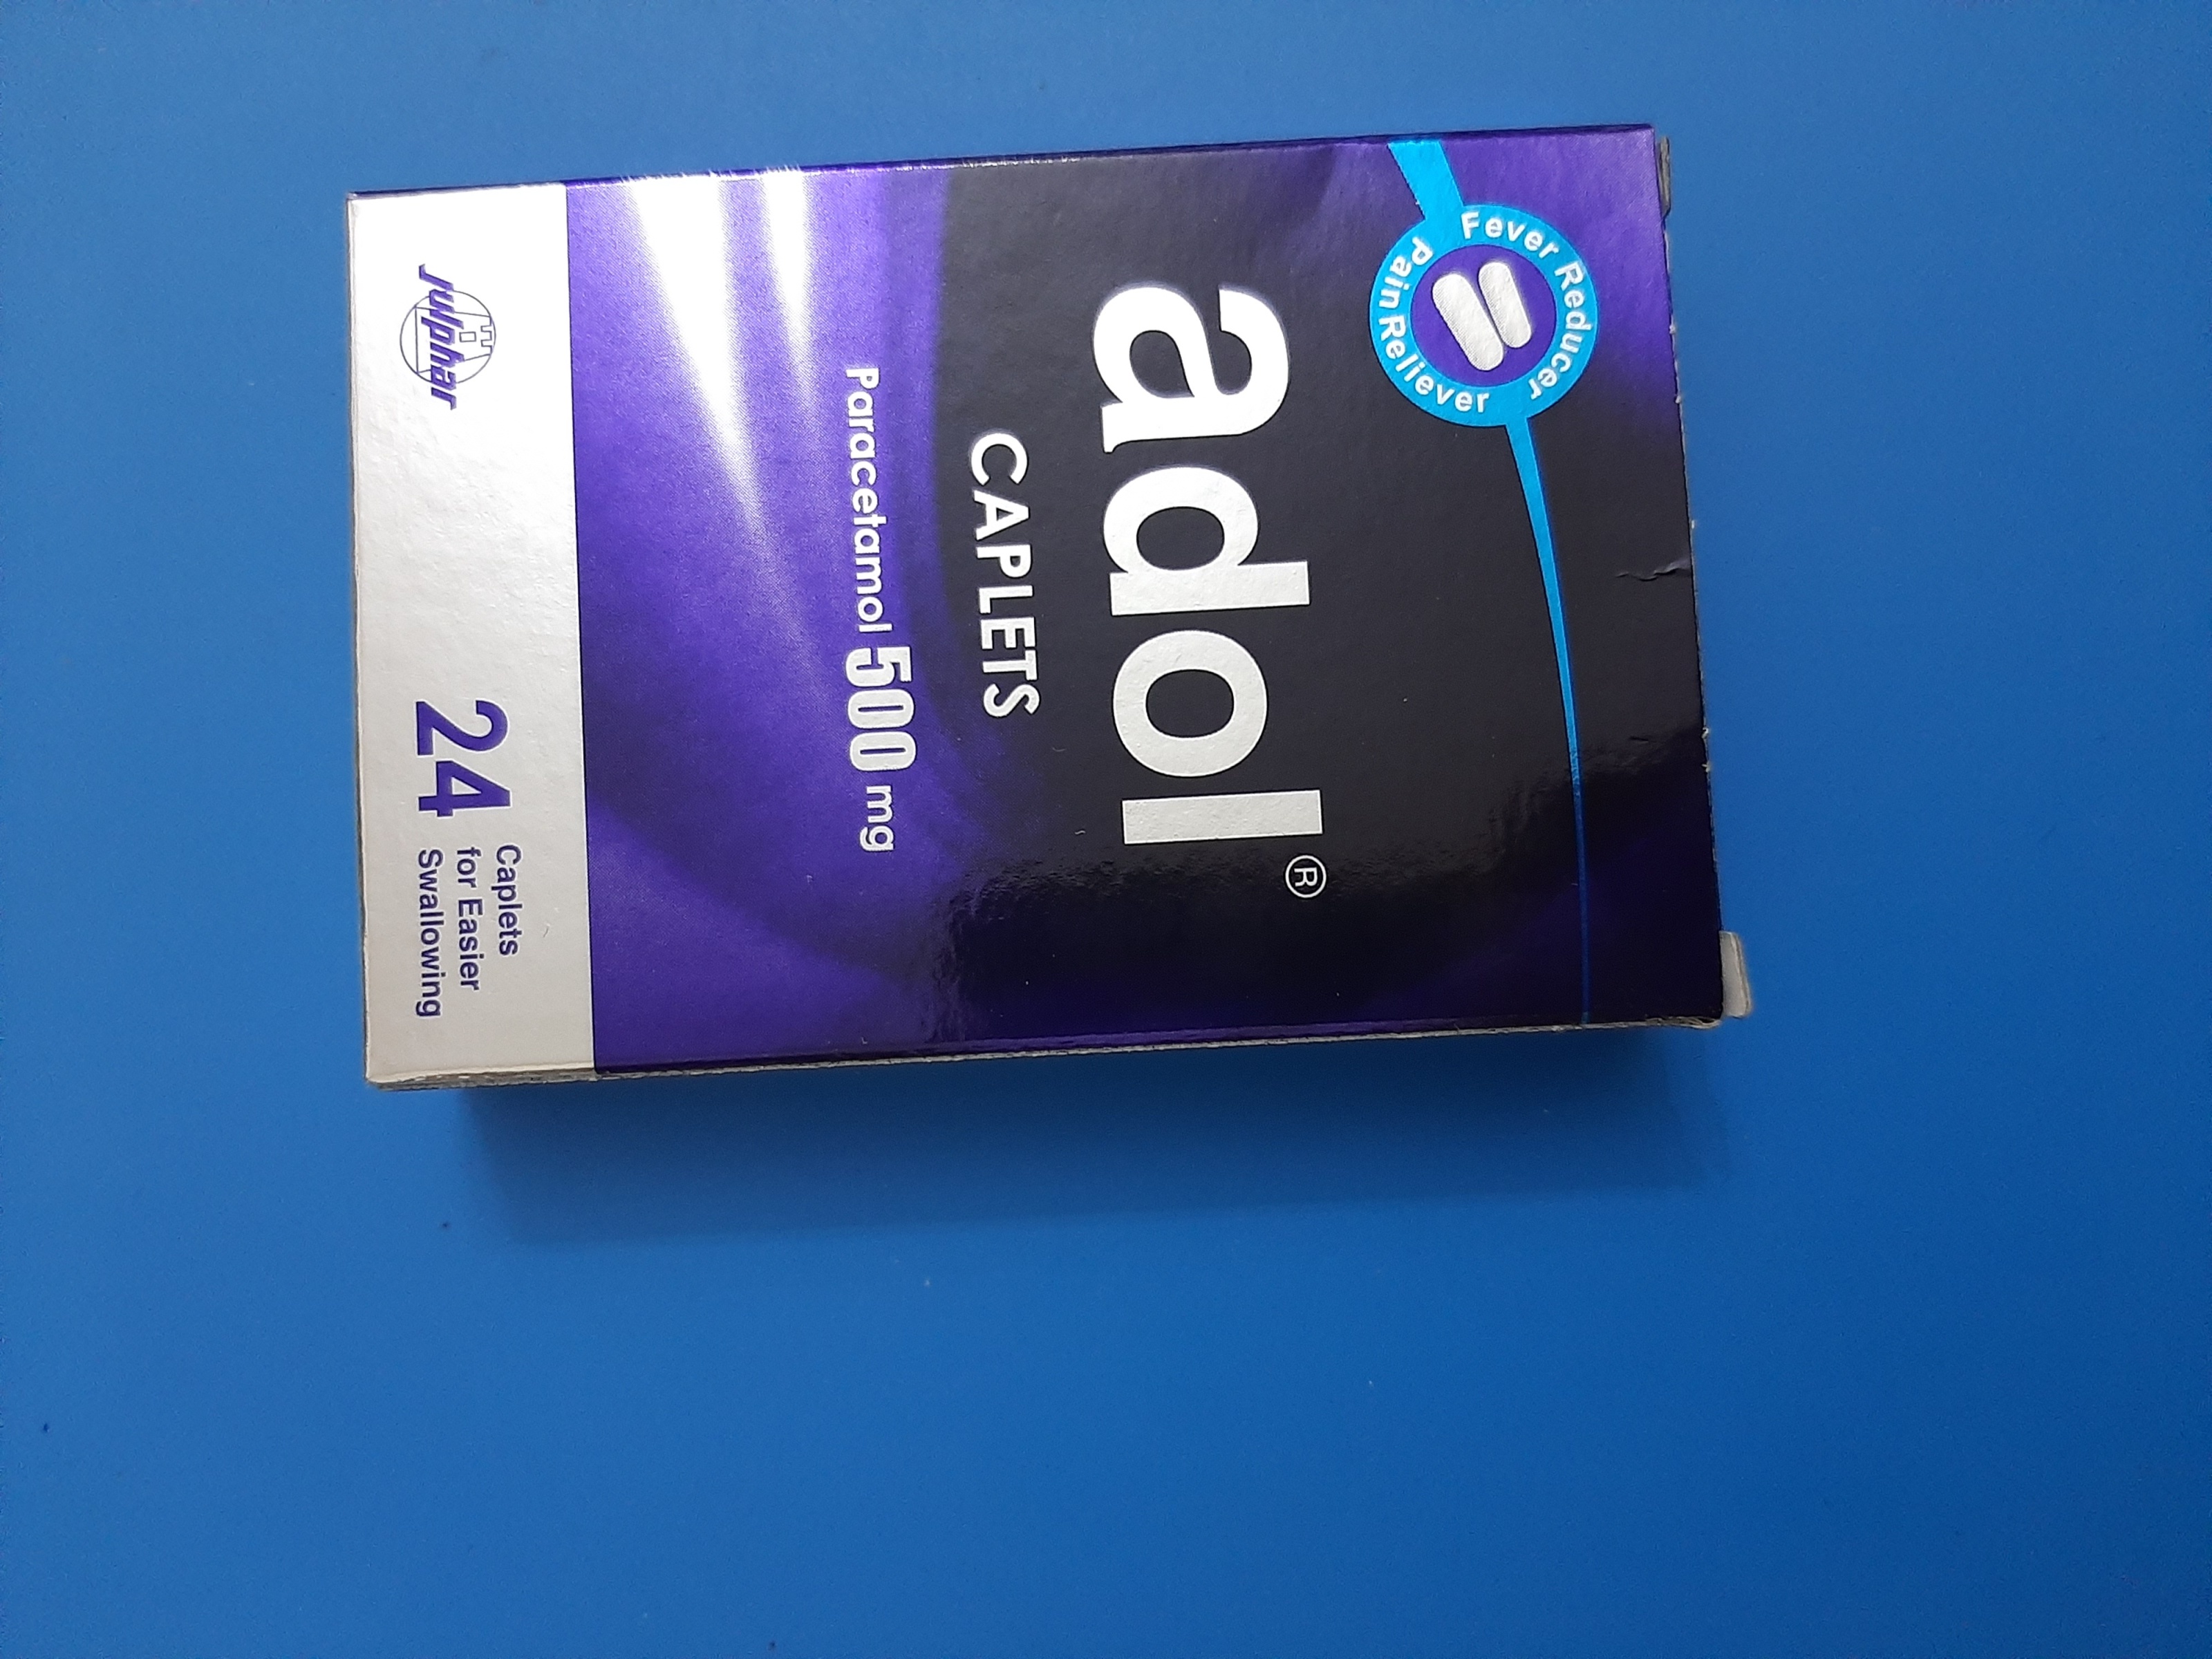 Fever Reducer
Pain Reliever
adol®
CAPLETS
Paracetamol 500 mg
julphar
24 Caplets
for Easier
Swallowing